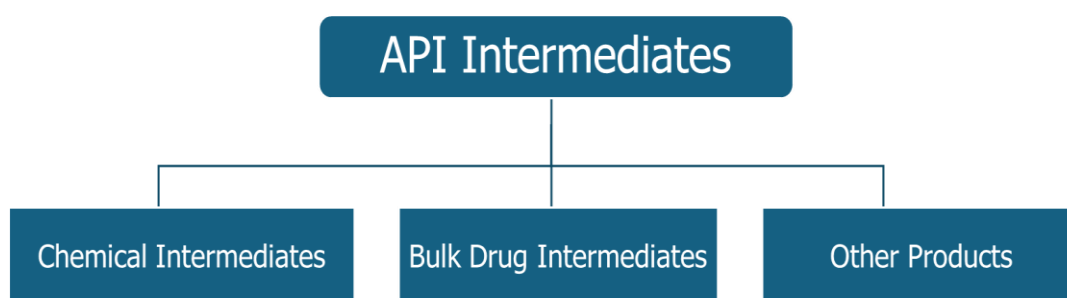 API Intermediates
Chemical Intermediates
Bulk Drug Intermediates
Other Products